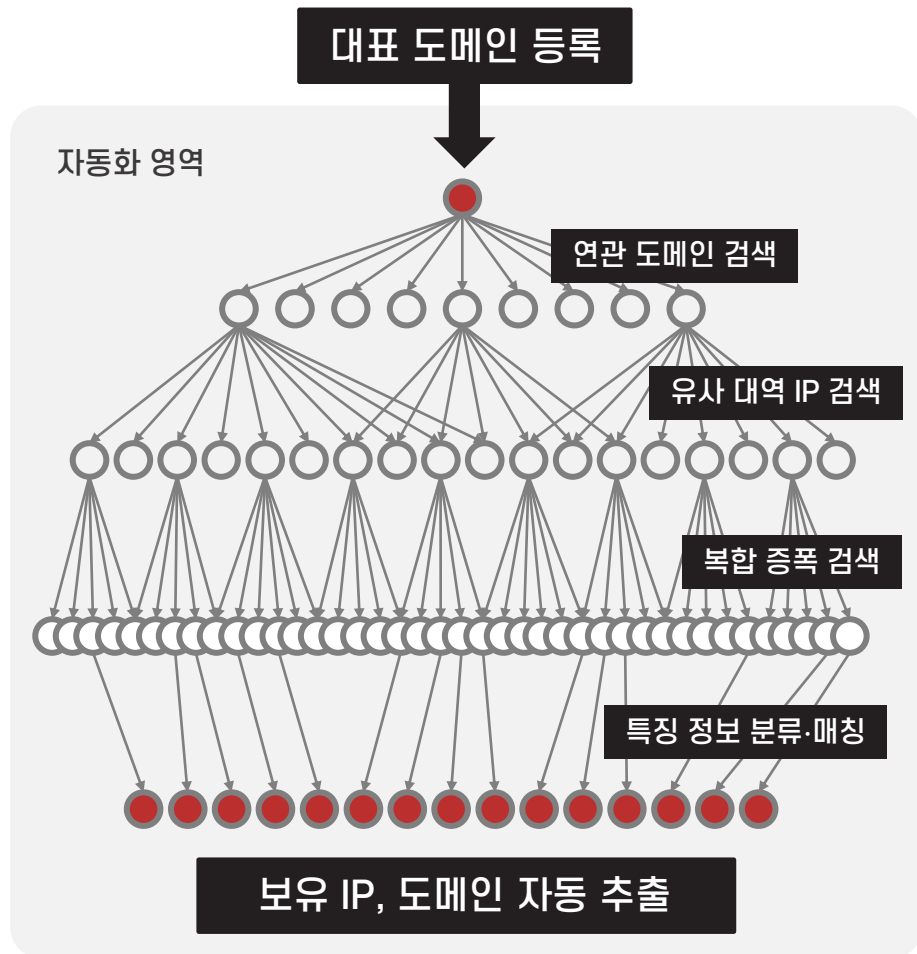 대표 도메인 등록
자동화 영역
연관 도메인 검색
유사 대역 IP 검색
복합 증폭 검색
특징 정보 분류·매칭
보유 IP, 도메인 자동 추출